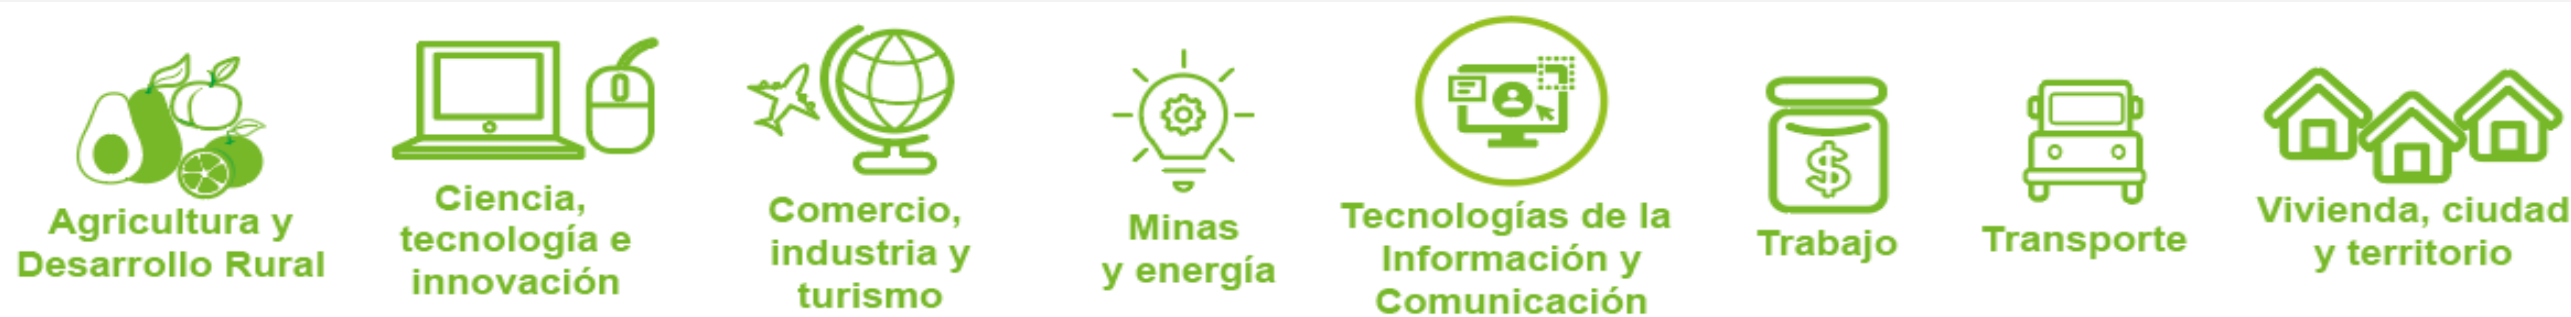 Agricultura y
Desarrollo Rural
Ciencia,
tecnología e
innovación
Comercio,
industria y
turismo
Minas
y energía
Tecnologías de la
Información y
Comunicación
$
Trabajo
Transporte
Vivienda, ciudad
y territorio